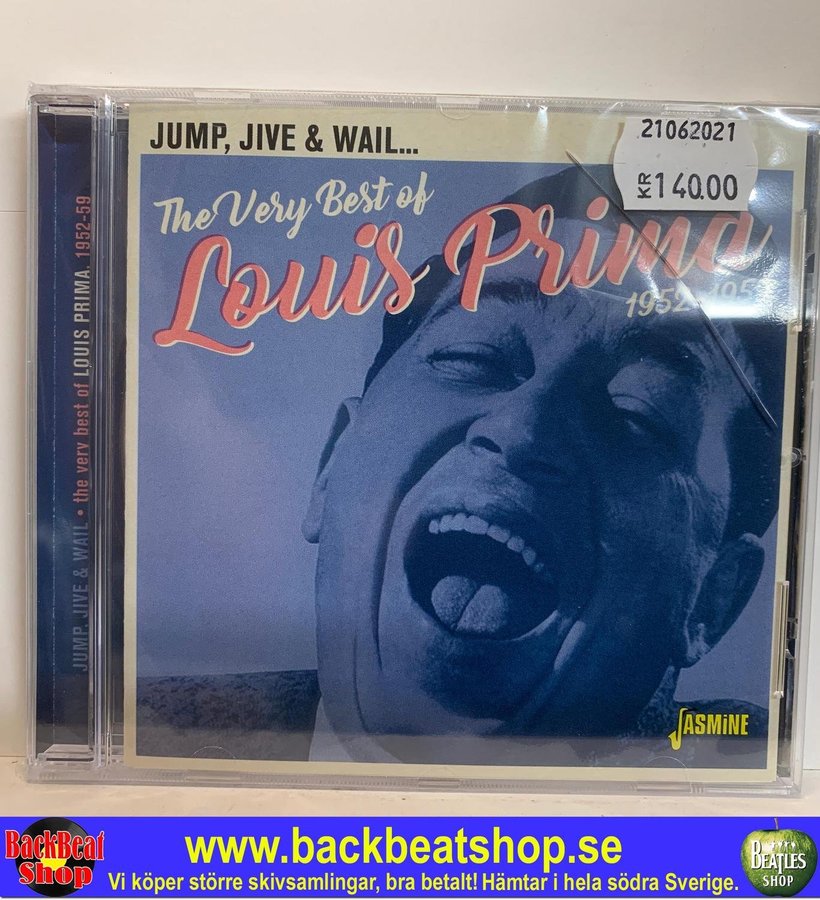 JUMP, JIVE & WAIL...
The Very Best of
Louis Prima
1952-195
21062021
KR 140.00
JUMP, JIVE & WAIL • the very best of LOUIS PRIMA. 1952-59
JASMiNE
BackBeat
Shop
www.backbeatshop.se
Vi köper större skivsamlingar, bra betalt! Hämtar i hela södra Sverige.
BEATLES
SHOP